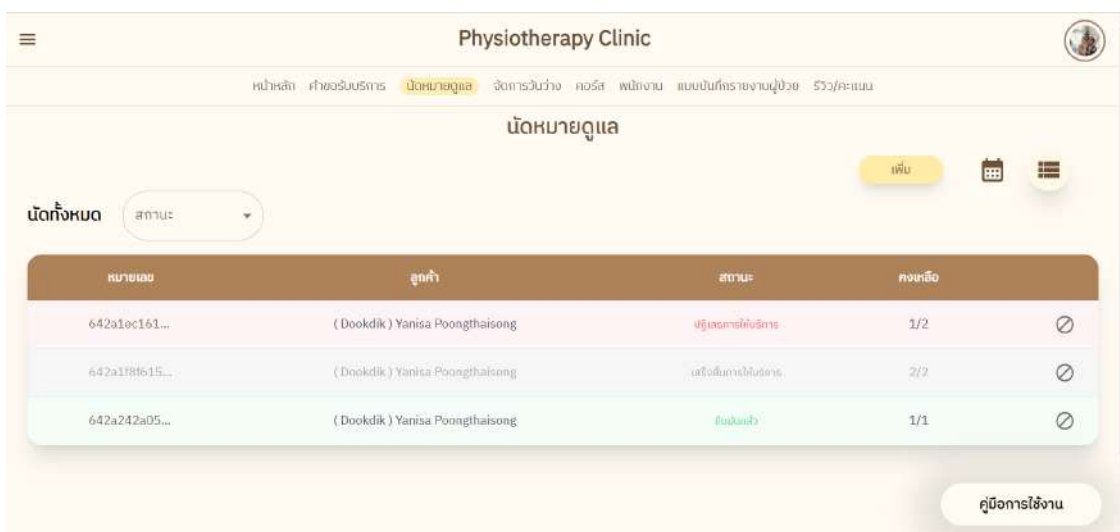 Physiotherapy Clinic
หน้าหลัก คำขอรับบริการ นัดหมายดูแล จัดการวันว่าง คอร์ส พนักงาน แบบบันทึกรายงานผู้ป่วย รีวิว/คะแนน
นัดหมายดูแล
เพิ่ม
นัดทั้งหมด สถานะ
หมายเลข ลูกค้า สถานะ คงเหลือ
642a1ec161... ( Dookdik ) Yanisa Poongthaisong ปฏิเสธการให้บริการ 1/2
642a1f8f615... ( Dookdik ) Yanisa Poongthaisong เสร็จสิ้นการให้บริการ 2/2
642a242a05... ( Dookdik ) Yanisa Poongthaisong ยืนยันแล้ว 1/1
คู่มือการใช้งาน